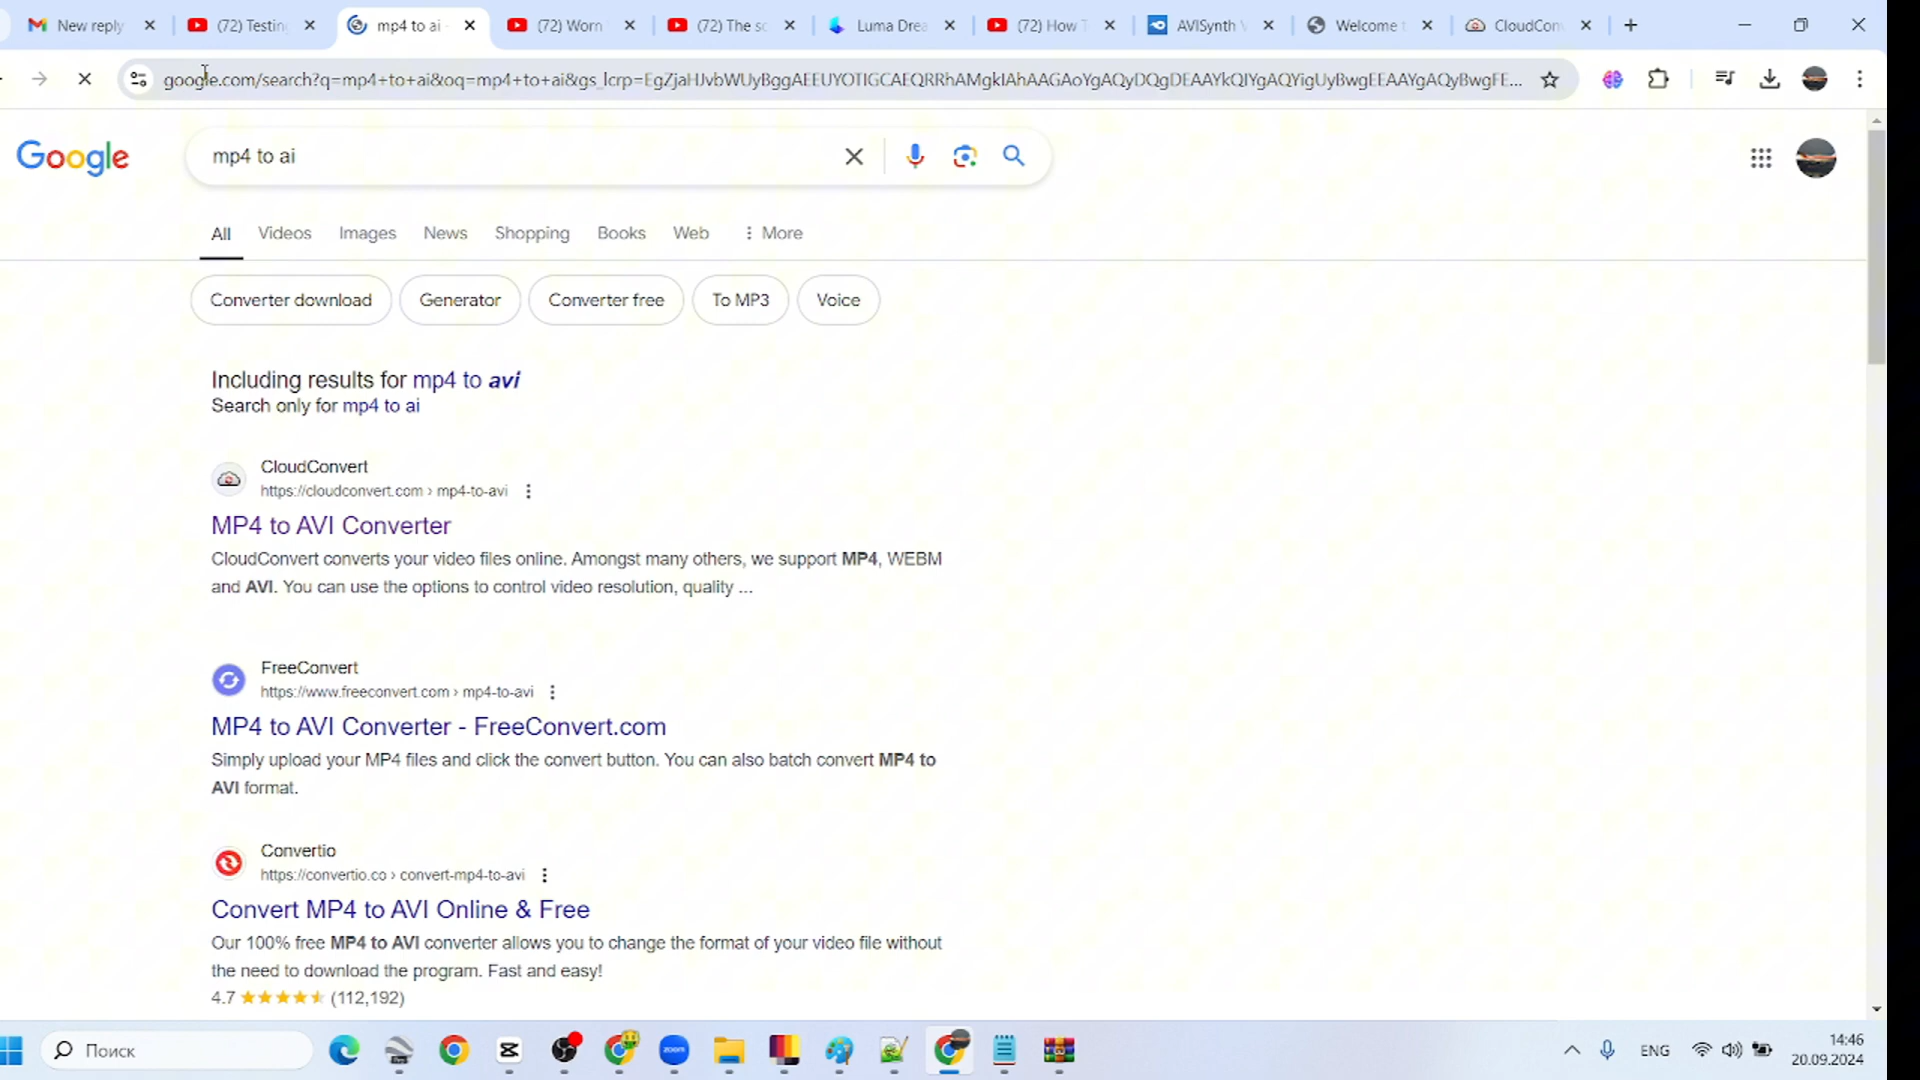 New reply
(72) Testing
mp4 to ai -
(72) Worn
(72) The sc
Luma Drea
(72) How T
AVISynth
Welcome t
CloudCon
google.com/search?q=mp4+to+ai&oq=mp4+to+ai&gs_lcrp=
Google
mp4 to ai
All
Videos
Images
News
Shopping
Books
Web
More
Converter download
Generator
Converter free
To MP3
Voice
Including results for mp4 to avi
Search only for mp4 to ai
CloudConvert
https://cloudconvert.com › mp4-to-avi
MP4 to AVI Converter
CloudConvert converts your video files online. Amongst many others, we support MP4, WEBM
and AVI. You can use the options to control video resolution, quality ...
FreeConvert
https://www.freeconvert.com › mp4-to-avi
MP4 to AVI Converter - FreeConvert.com
Simply upload your MP4 files and click the convert button. You can also batch convert MP4 to
AVI format.
Convertio
https://convertio.co › convert-mp4-to-avi
Convert MP4 to AVI Online & Free
Our 100% free MP4 to AVI converter allows you to change the format of your video file without
the need to download the program. Fast and easy!
4.7 (112,192)
Поиск
zoom
ENG
14:46
20.09.2024